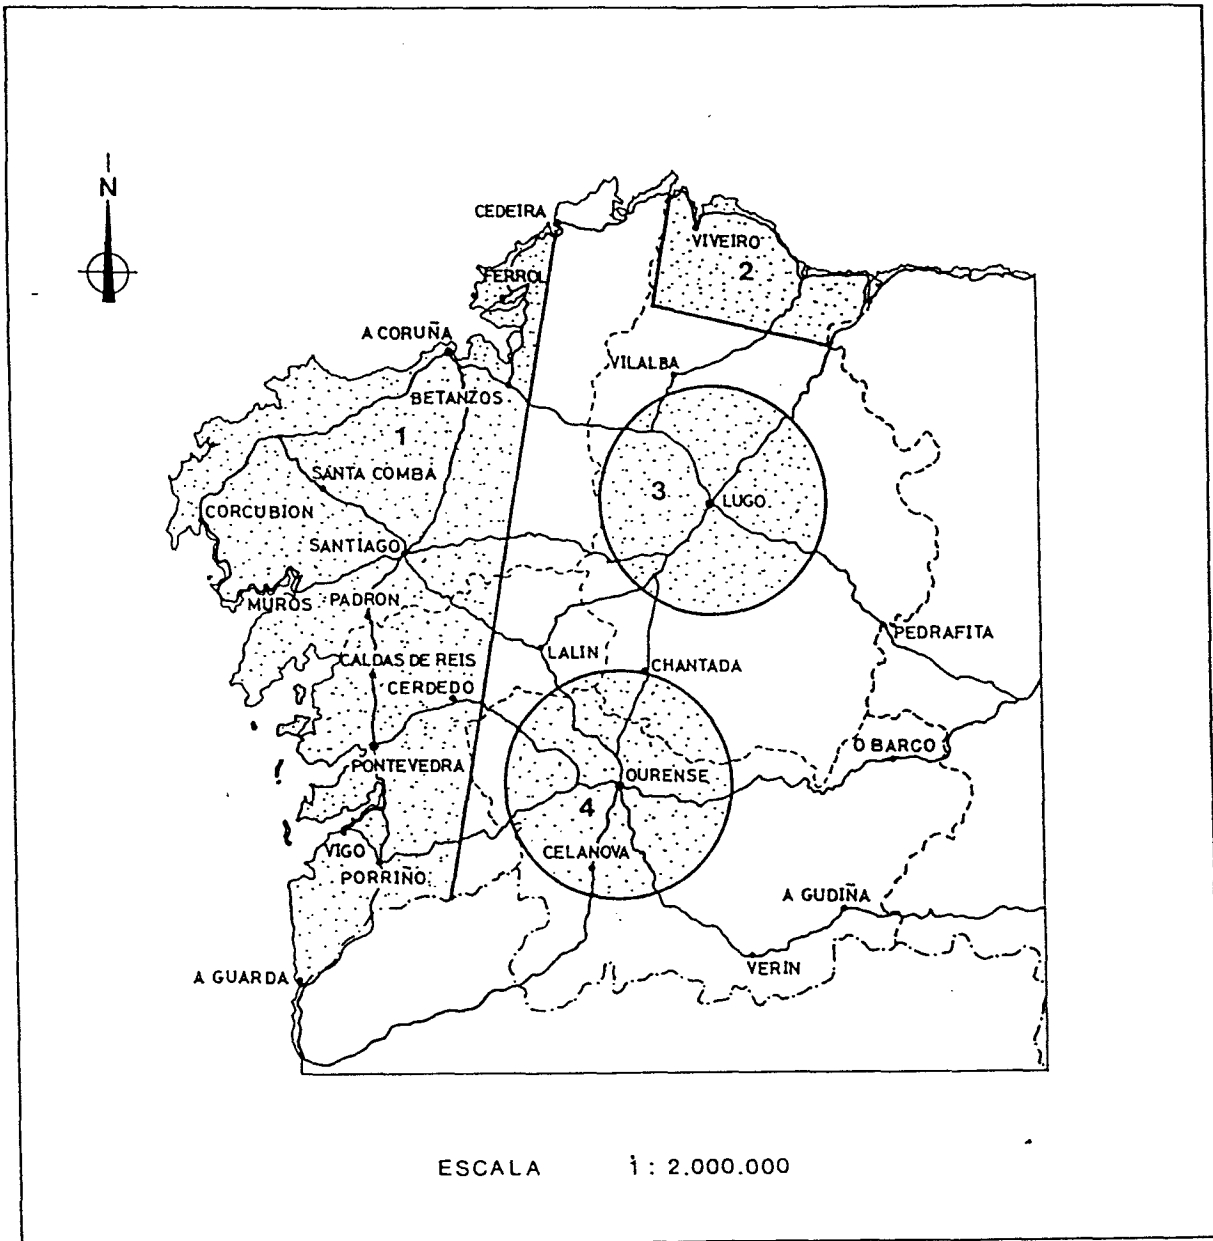 N
CEDEIRA
VIVEIRO
2
FERROL
A CORUÑA
VILALBA
BETANZOS
1
SANTA COMBA
3
LUGO
CORCUBION
SANTIAGO
MUROS
PADRON
PEDRAFITA
LALIN
CHANTADA
CALDAS DE REIS
CERDEDO
O BARCO
PONTEVEDRA
OURENSE
4
VIGO
CELANOVA
PORRIÑO
A GUDIÑA
VERIN
A GUARDA
ESCALA 1: 2.000.000